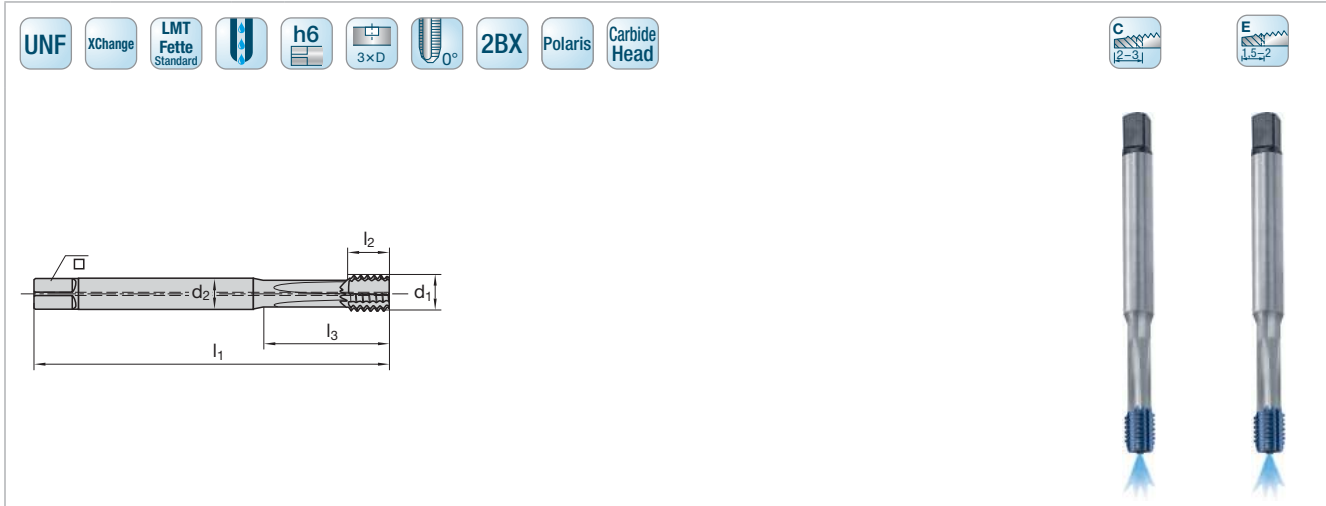 UNF
XChange
LMT
Fette
Standard
h6
3×D
0°
2BX
Polaris
Carbide
Head
C
2–3
E
1,5–2
l2
d2
d1
l3
l1